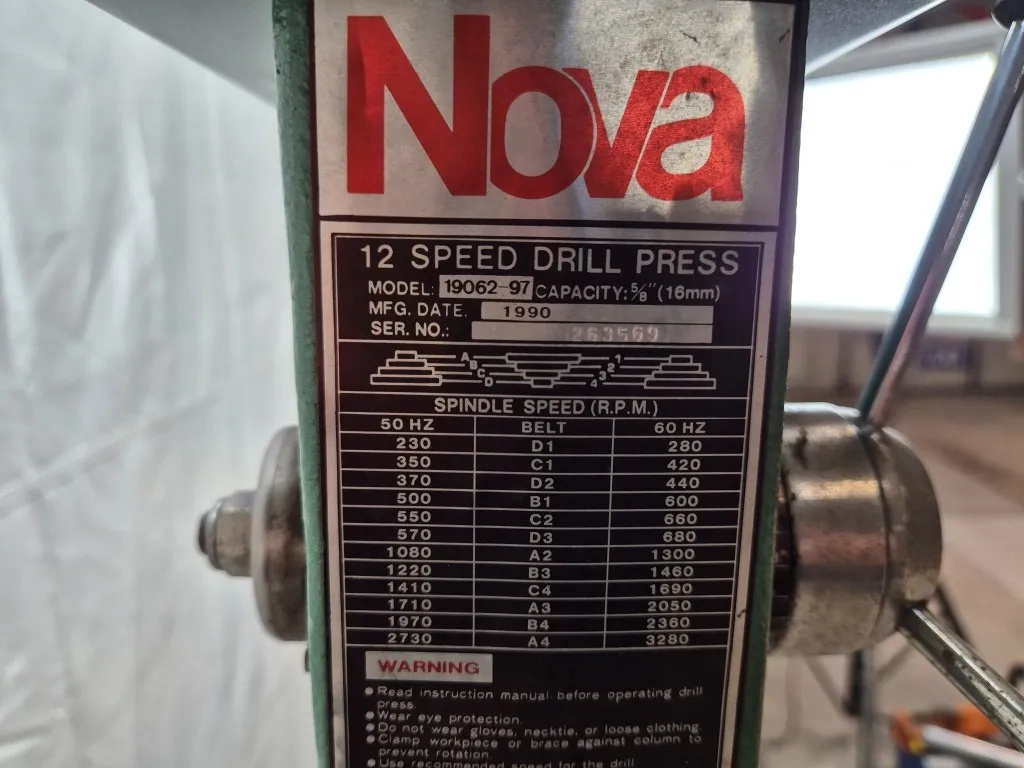 Nova
12 SPEED DRILL PRESS
MODEL: 19062-97 CAPACITY: 5/8" (16mm)
MFG. DATE: 1990
SER. NO.: 263569
A 1
B 2
C 3
D 4
SPINDLE SPEED (R.P.M.)
50 HZ BELT 60 HZ
230 D1 280
350 C1 420
370 D2 440
500 B1 600
550 C2 660
570 D3 680
1080 A2 1300
1220 B3 1460
1410 C4 1690
1710 A3 2050
1970 B4 2360
2730 A4 3280
WARNING
● Read instruction manual before operating drill
press.
● Wear eye protection.
● Do not wear gloves, necktie, or loose clothing.
● Clamp workpiece or brace against column to
prevent rotation.
● Use recommended speed for the drill